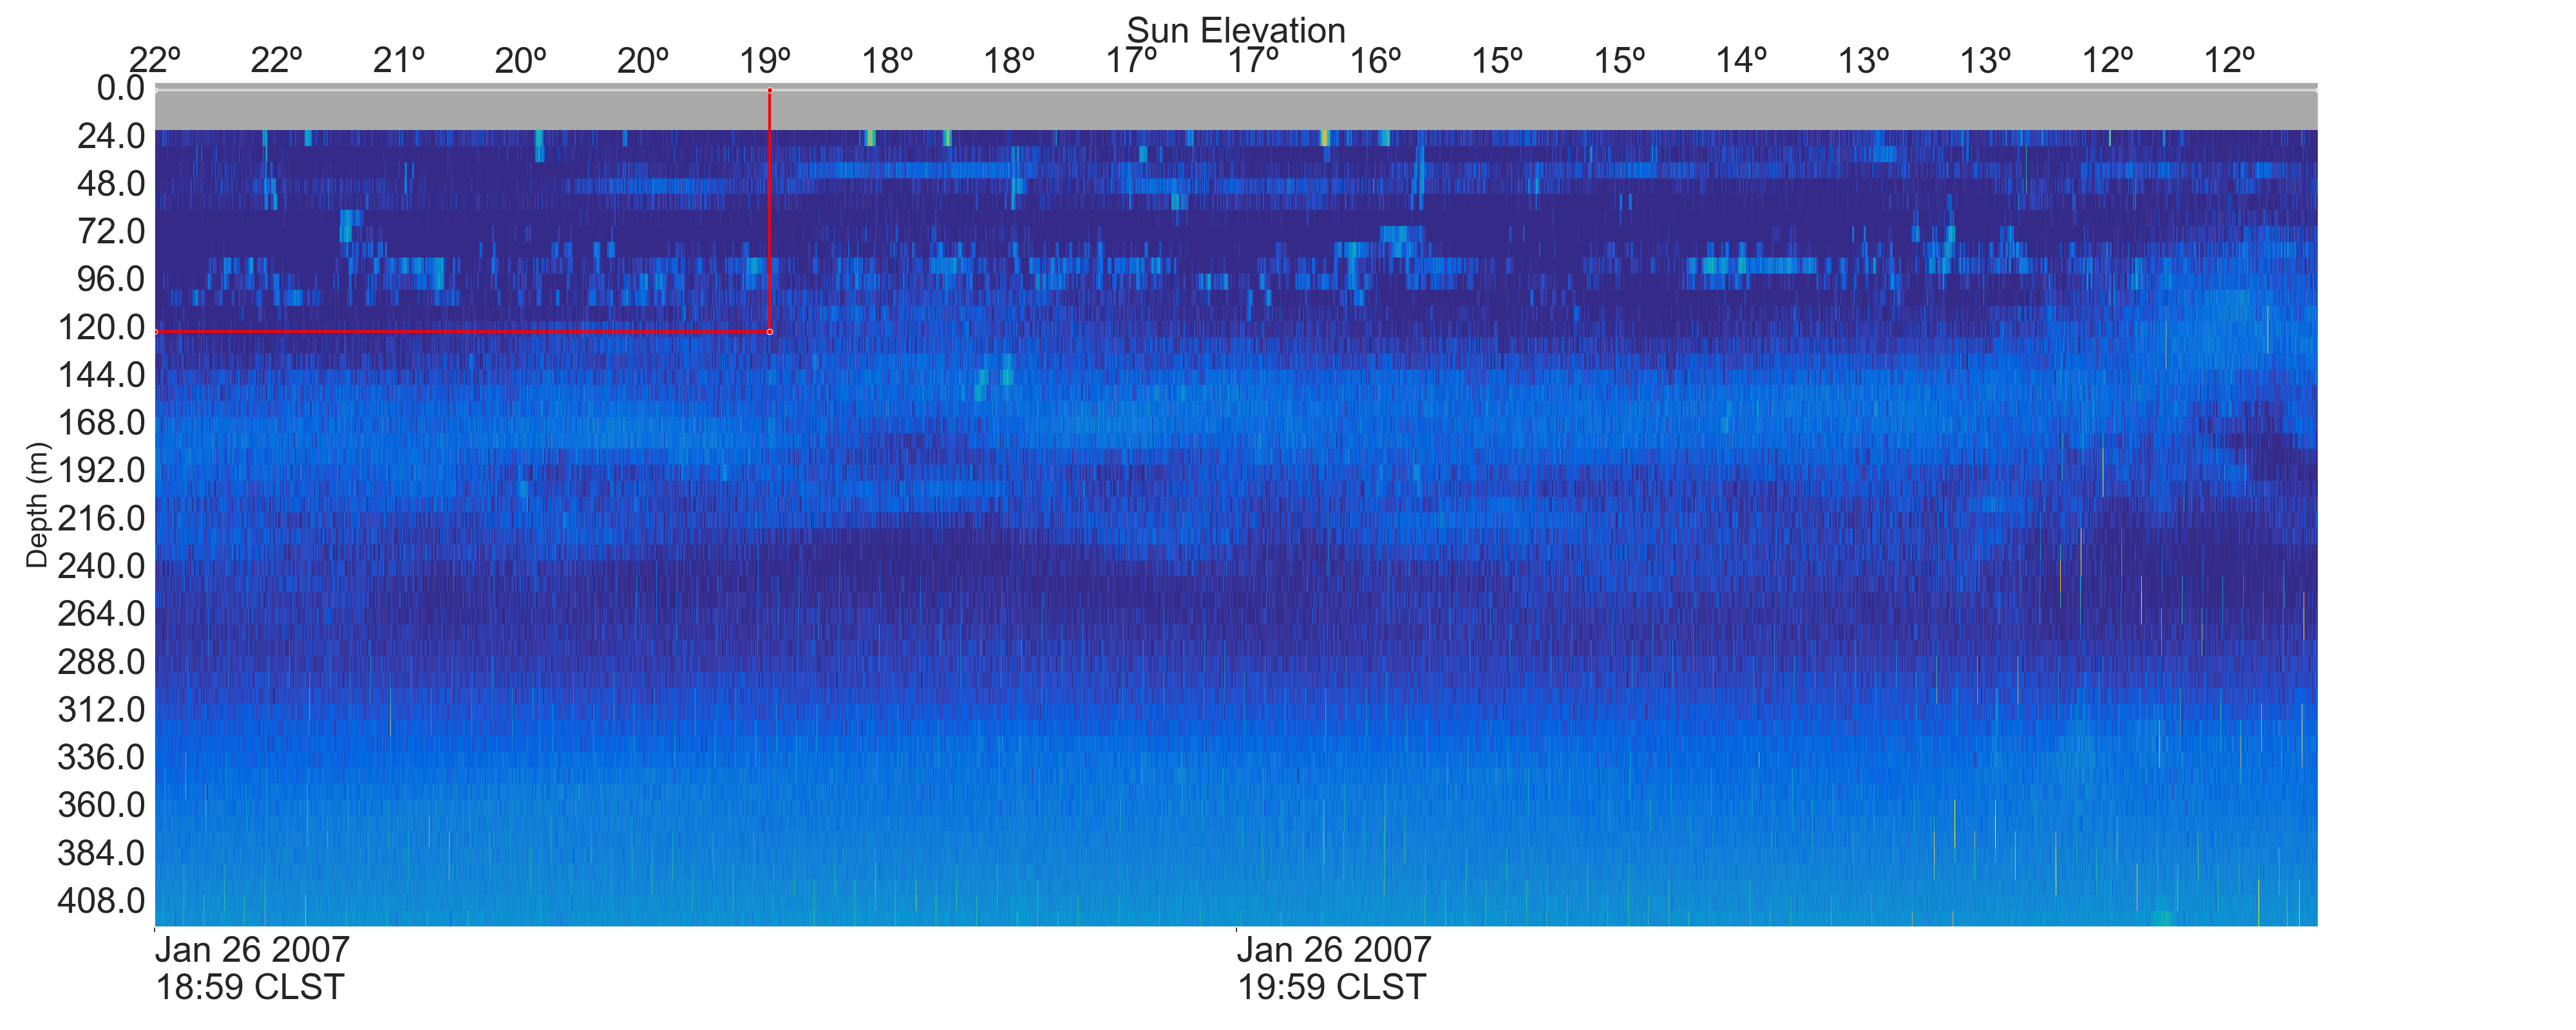 Sun Elevation
22º 22º 21º 20º 20º 19º 18º 18º 17º 17º 16º 15º 15º 14º 13º 13º 12º 12º
0.0
24.0
48.0
72.0
96.0
120.0
144.0
168.0
192.0
216.0
240.0
264.0
288.0
312.0
336.0
360.0
384.0
408.0
Depth (m)
Jan 26 2007
18:59 CLST
Jan 26 2007
19:59 CLST